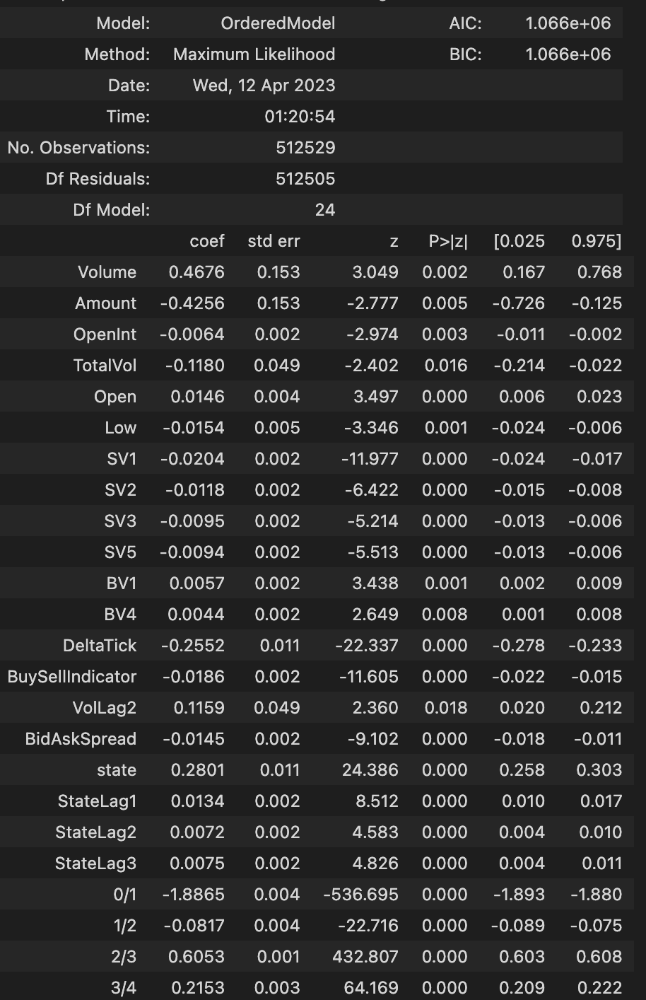 Model: OrderedModel AIC: 1.066e+06
Method: Maximum Likelihood BIC: 1.066e+06
Date: Wed, 12 Apr 2023
Time: 01:20:54
No. Observations: 512529
Df Residuals: 512505
Df Model: 24
coef std err z P>|z| [0.025 0.975]
Volume 0.4676 0.153 3.049 0.002 0.167 0.768
Amount -0.4256 0.153 -2.777 0.005 -0.726 -0.125
OpenInt -0.0064 0.002 -2.974 0.003 -0.011 -0.002
TotalVol -0.1180 0.049 -2.402 0.016 -0.214 -0.022
Open 0.0146 0.004 3.497 0.000 0.006 0.023
Low -0.0154 0.005 -3.346 0.001 -0.024 -0.006
SV1 -0.0204 0.002 -11.977 0.000 -0.024 -0.017
SV2 -0.0118 0.002 -6.422 0.000 -0.015 -0.008
SV3 -0.0095 0.002 -5.214 0.000 -0.013 -0.006
SV5 -0.0094 0.002 -5.513 0.000 -0.013 -0.006
BV1 0.0057 0.002 3.438 0.001 0.002 0.009
BV4 0.0044 0.002 2.649 0.008 0.001 0.008
DeltaTick -0.2552 0.011 -22.337 0.000 -0.278 -0.233
BuySellIndicator -0.0186 0.002 -11.605 0.000 -0.022 -0.015
VolLag2 0.1159 0.049 2.360 0.018 0.020 0.212
BidAskSpread -0.0145 0.002 -9.102 0.000 -0.018 -0.011
state 0.2801 0.011 24.386 0.000 0.258 0.303
StateLag1 0.0134 0.002 8.512 0.000 0.010 0.017
StateLag2 0.0072 0.002 4.583 0.000 0.004 0.010
StateLag3 0.0075 0.002 4.826 0.000 0.004 0.011
0/1 -1.8865 0.004 -536.695 0.000 -1.893 -1.880
1/2 -0.0817 0.004 -22.716 0.000 -0.089 -0.075
2/3 0.6053 0.001 432.807 0.000 0.603 0.608
3/4 0.2153 0.003 64.169 0.000 0.209 0.222